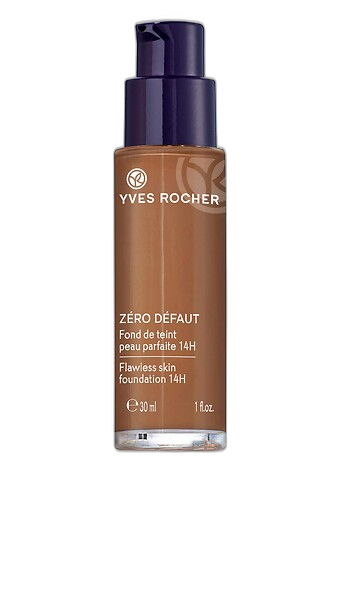 YVES ROCHER
ZÉRO DÉFAUT
Fond de teint
peau parfaite 14H
Flawless skin
foundation 14H
℮ 30 ml 1 fl.oz.